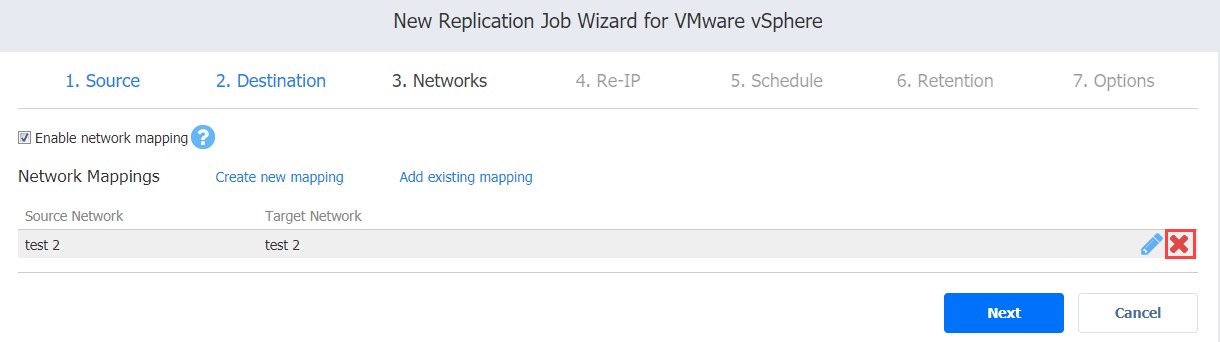 New Replication Job Wizard for VMware vSphere
1. Source 2. Destination 3. Networks 4. Re-IP 5. Schedule 6. Retention 7. Options
Enable network mapping ?
Network Mappings Create new mapping Add existing mapping
Source Network Target Network
test 2 test 2
Next Cancel